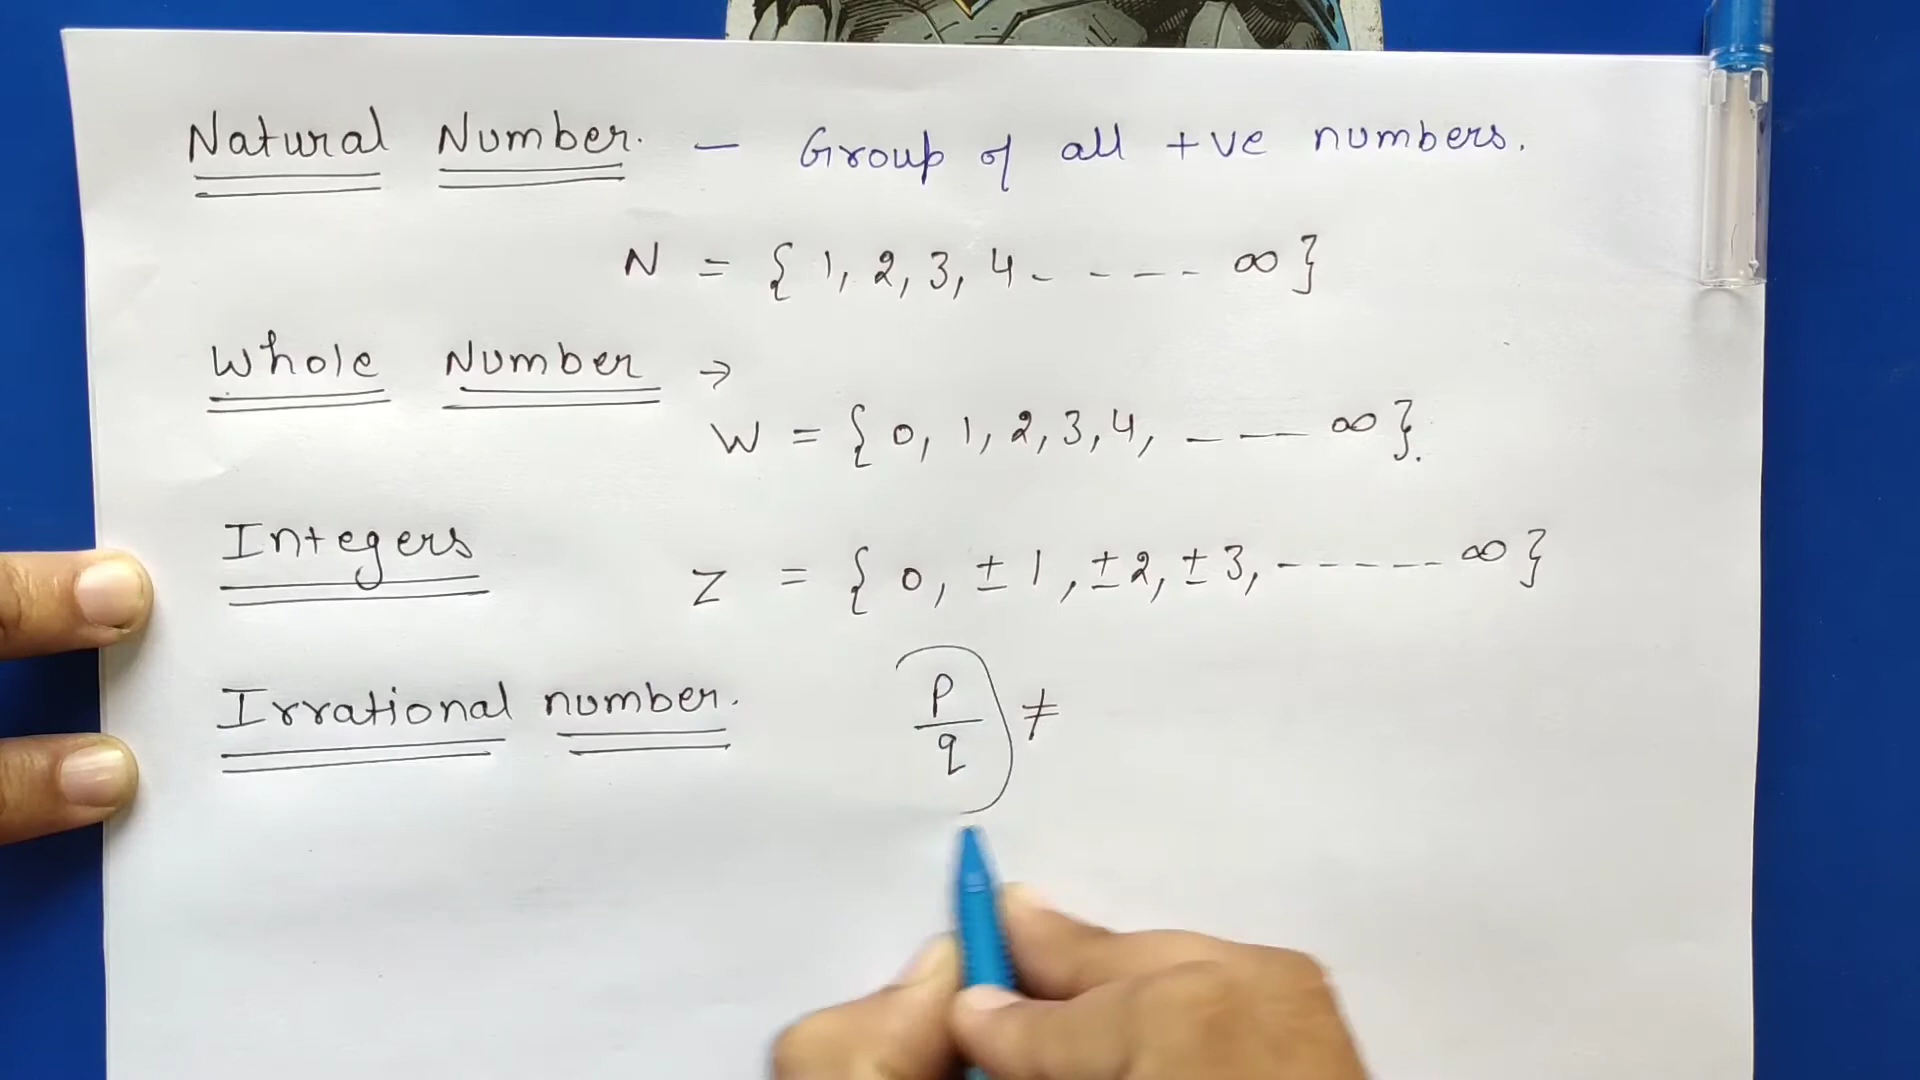 Natural Number. - Group of all +ve numbers.
N = { 1, 2, 3, 4 - - - - - ∞ }
Whole Number →
W = { 0, 1, 2, 3, 4, - - - ∞ }.
Integers Z = { 0, ± 1, ± 2, ± 3, - - - - - - ∞ }
Irrational number. p/q ≠